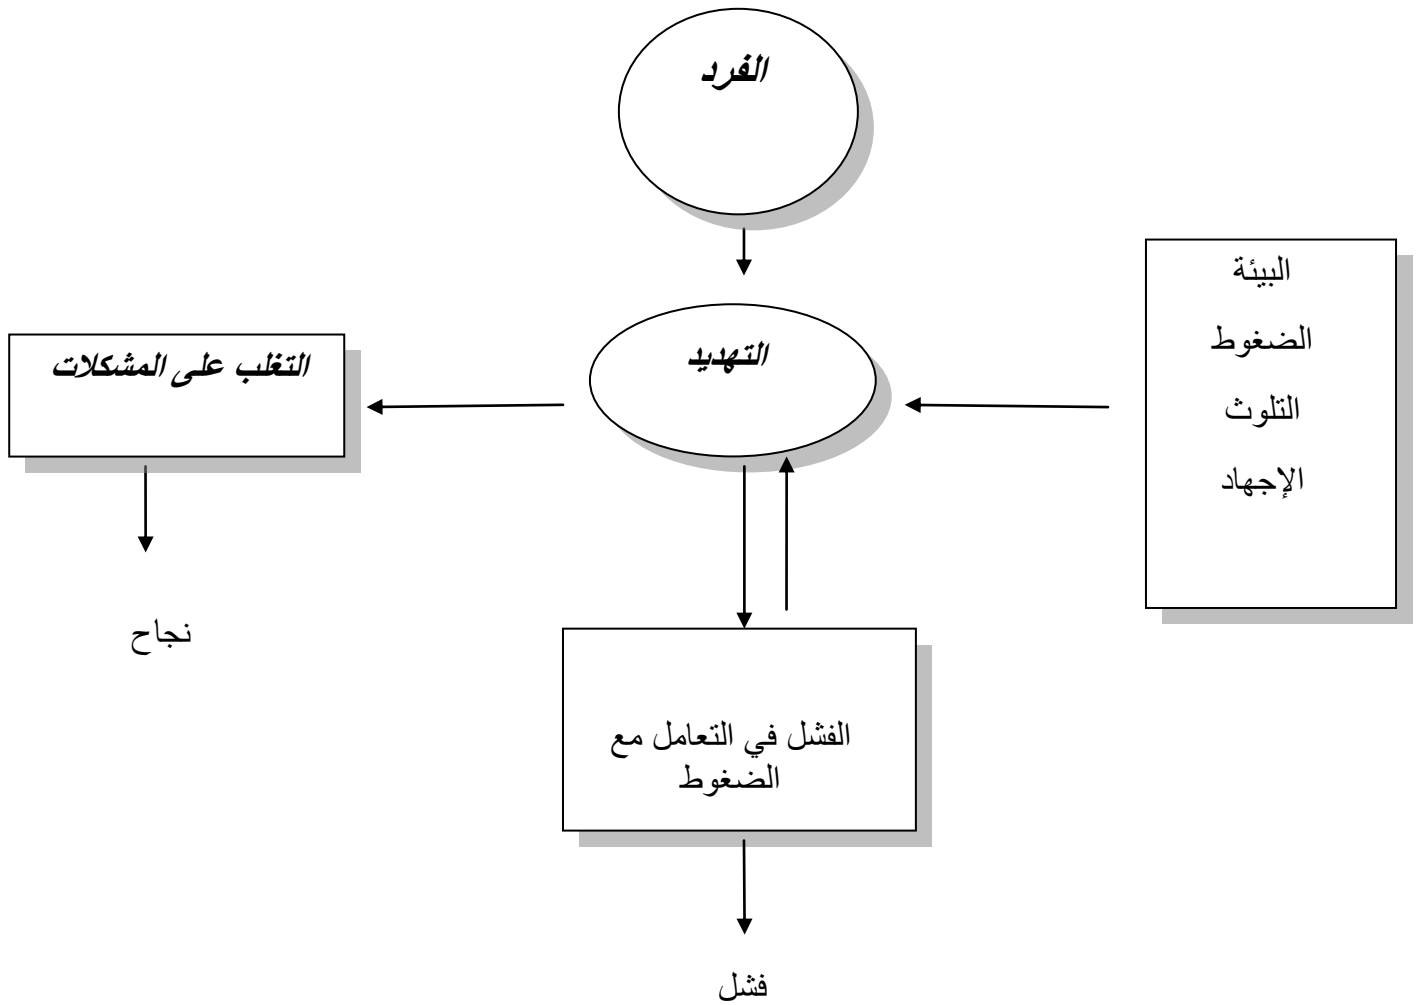 الفرد
البيئة
الضغوط
التلوث
الإجهاد
التهديد
التغلب على المشكلات
نجاح
الفشل في التعامل مع
الضغوط
فشل